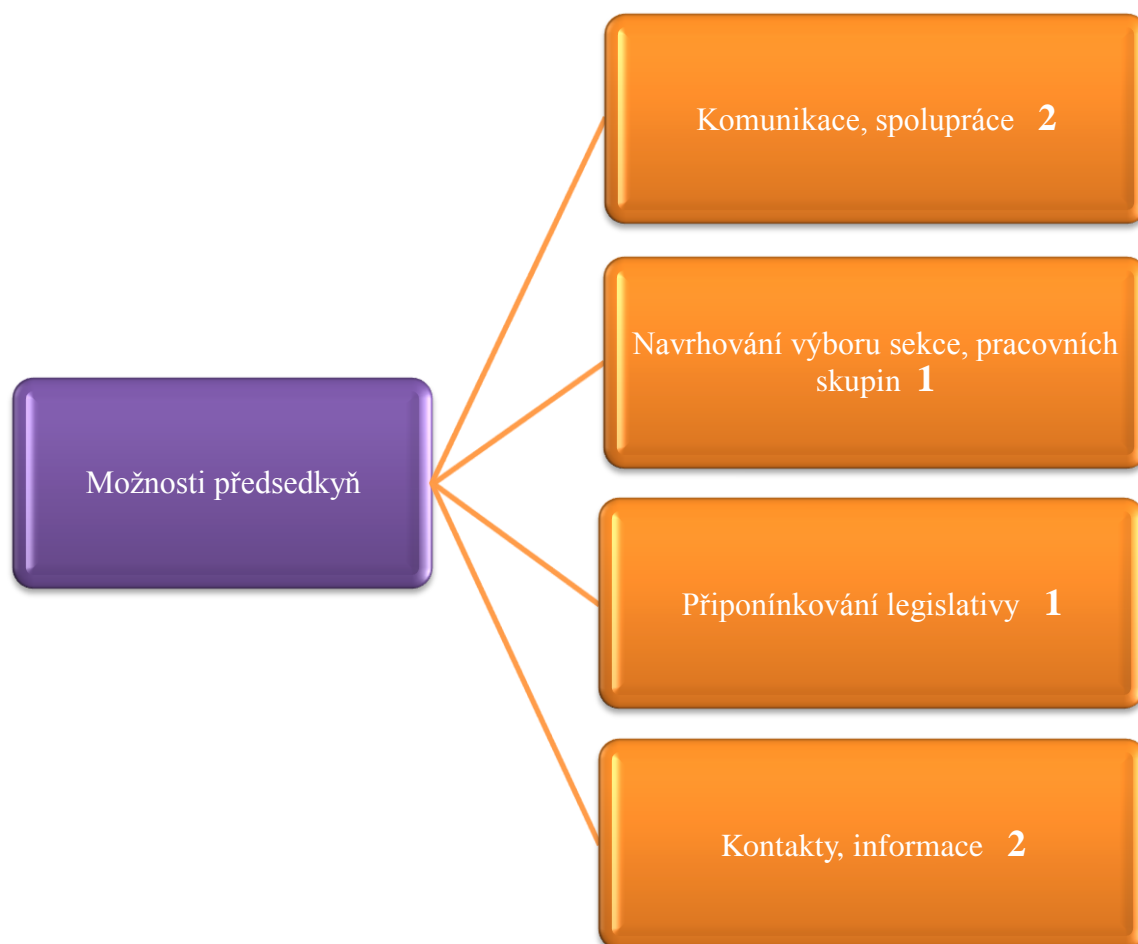 Komunikace, spolupráce 2
Navrhování výboru sekce, pracovních
skupin 1
Možnosti předsedkyň
Připonínkování legislativy 1
Kontakty, informace 2